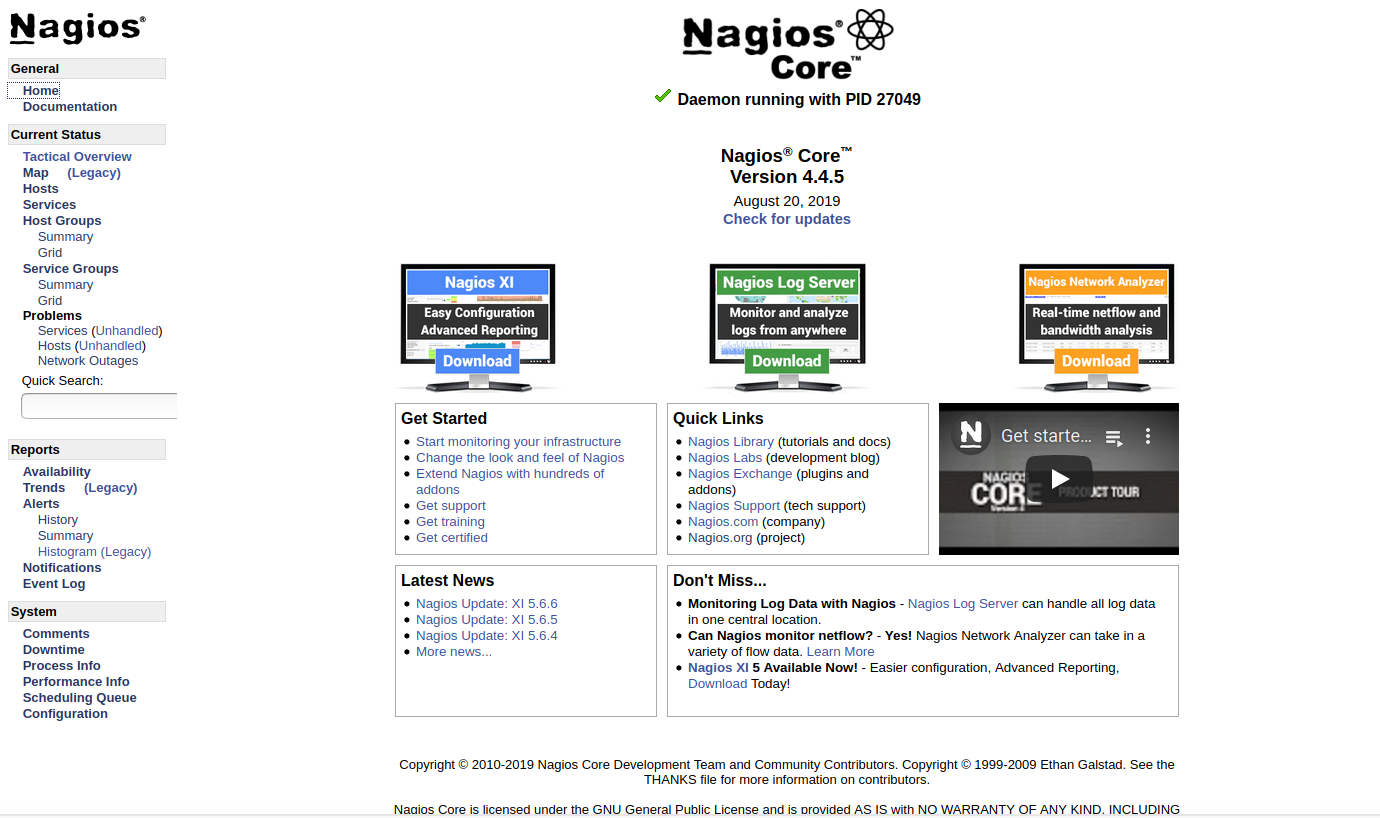 Nagios®
General
Home
Documentation
Current Status
Tactical Overview
Map (Legacy)
Hosts
Services
Host Groups
Summary
Grid
Service Groups
Summary
Grid
Problems
Services (Unhandled)
Hosts (Unhandled)
Network Outages
Quick Search:
Reports
Availability
Trends (Legacy)
Alerts
History
Summary
Histogram (Legacy)
Notifications
Event Log
System
Comments
Downtime
Process Info
Performance Info
Scheduling Queue
Configuration
Nagios®
Core™
Daemon running with PID 27049
Nagios® Core™
Version 4.4.5
August 20, 2019
Check for updates
Nagios XI
Easy Configuration
Advanced Reporting
Download
Nagios Log Server
Monitor and analyze
logs from anywhere
Download
Nagios Network Analyzer
Real-time netflow and
bandwidth analysis
Download
Get Started
Start monitoring your infrastructure
Change the look and feel of Nagios
Extend Nagios with hundreds of
addons
Get support
Get training
Get certified
Quick Links
Nagios Library (tutorials and docs)
Nagios Labs (development blog)
Nagios Exchange (plugins and
addons)
Nagios Support (tech support)
Nagios.com (company)
Nagios.org (project)
N
Get starte...
NAGIOS
CORE PRODUCT TOUR
Latest News
Nagios Update: XI 5.6.6
Nagios Update: XI 5.6.5
Nagios Update: XI 5.6.4
More news...
Don't Miss...
Monitoring Log Data with Nagios - Nagios Log Server can handle all log data
in one central location.
Can Nagios monitor netflow? - Yes! Nagios Network Analyzer can take in a
variety of flow data. Learn More
Nagios XI 5 Available Now! - Easier configuration, Advanced Reporting,
Download Today!
Copyright © 2010-2019 Nagios Core Development Team and Community Contributors. Copyright © 1999-2009 Ethan Galstad. See the
THANKS file for more information on contributors.
Nagios Core is licensed under the GNU General Public License and is provided AS IS with NO WARRANTY OF ANY KIND, INCLUDING